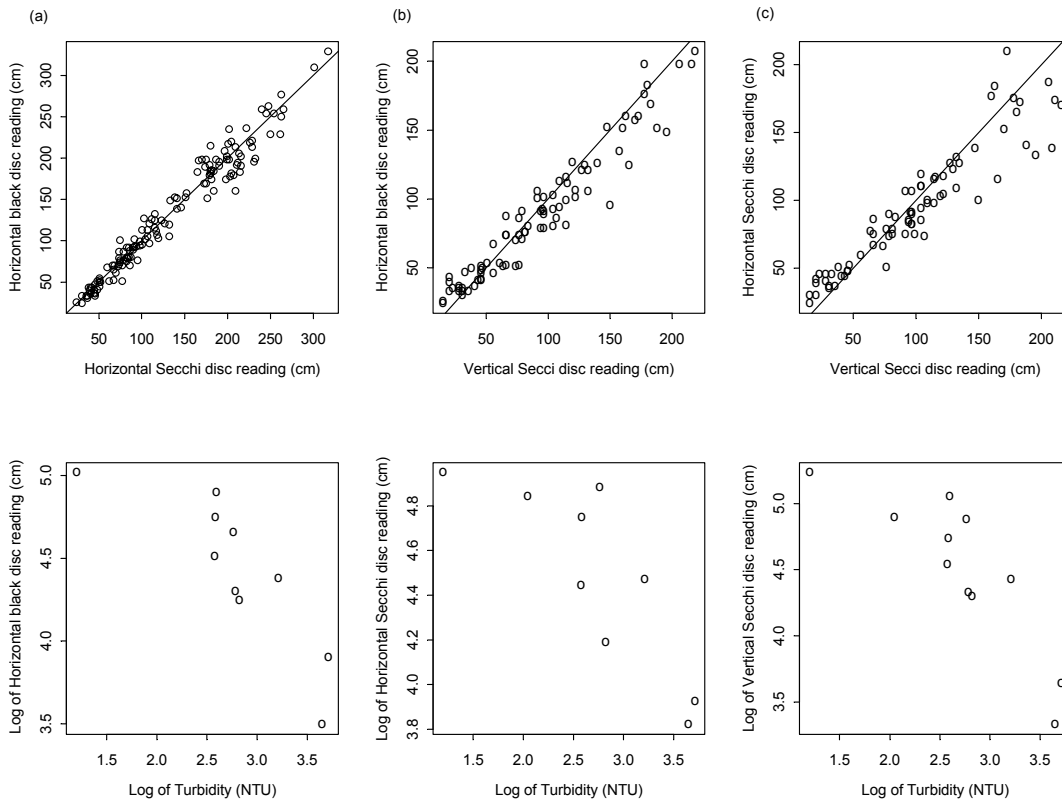 (a)
(b)
(c)
Horizontal black disc reading (cm)
50 100 150 200 250 300
50 100 150 200 250 300
Horizontal Secchi disc reading (cm)
Horizontal black disc reading (cm)
50 100 150 200
50 100 150 200
Vertical Secci disc reading (cm)
Horizontal Secchi disc reading (cm)
50 100 150 200
50 100 150 200
Vertical Secci disc reading (cm)
Log of Horizontal black disc reading (cm)
3.5 4.0 4.5 5.0
1.5 2.0 2.5 3.0 3.5
Log of Turbidity (NTU)
Log of Horizontal Secchi disc reading (cm)
3.8 4.0 4.2 4.4 4.6 4.8
1.5 2.0 2.5 3.0 3.5
Log of Turbidity (NTU)
Log of Vertical Secchi disc reading (cm)
3.5 4.0 4.5 5.0
1.5 2.0 2.5 3.0 3.5
Log of Turbidity (NTU)